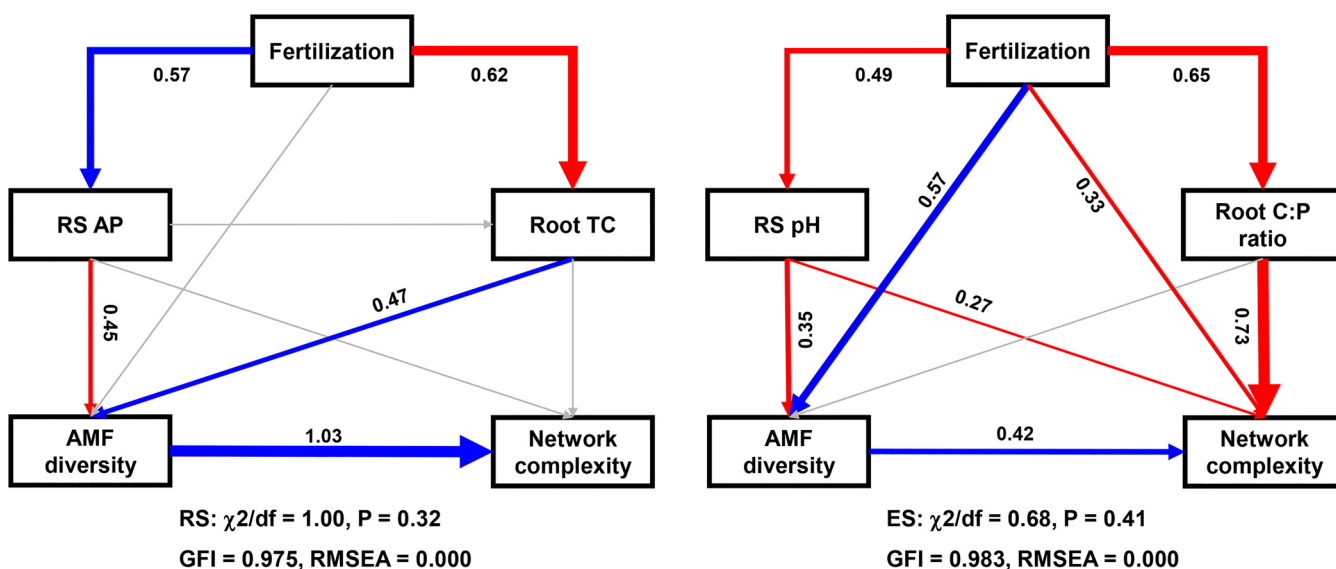 Fertilization
0.57
0.62
RS AP
Root TC
0.45
0.47
AMF
diversity
1.03
Network
complexity
RS: χ2/df = 1.00, P = 0.32
GFI = 0.975, RMSEA = 0.000
Fertilization
0.49
0.65
0.57
0.33
RS pH
Root C:P
ratio
0.35
0.27
0.73
AMF
diversity
0.42
Network
complexity
ES: χ2/df = 0.68, P = 0.41
GFI = 0.983, RMSEA = 0.000